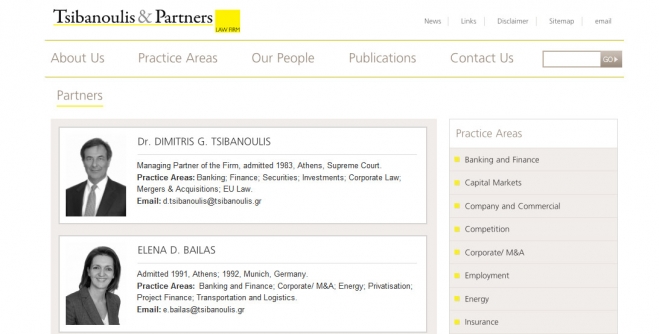 Tsibanoulis & Partners
LAW FIRM
News | Links | Disclaimer | Sitemap | email
About Us Practice Areas Our People Publications Contact Us
GO
Partners
Dr. DIMITRIS G. TSIBANOULIS
Managing Partner of the Firm, admitted 1983, Athens, Supreme Court.
Practice Areas: Banking; Finance; Securities; Investments; Corporate Law;
Mergers & Acquisitions; EU Law.
Email: d.tsibanoulis@tsibanoulis.gr
ELENA D. BAILAS
Admitted 1991, Athens; 1992, Munich, Germany.
Practice Areas: Banking and Finance; Corporate/ M&A; Energy; Privatisation;
Project Finance; Transportation and Logistics.
Email: e.bailas@tsibanoulis.gr
Practice Areas
Banking and Finance
Capital Markets
Company and Commercial
Competition
Corporate/ M&A
Employment
Energy
Insurance